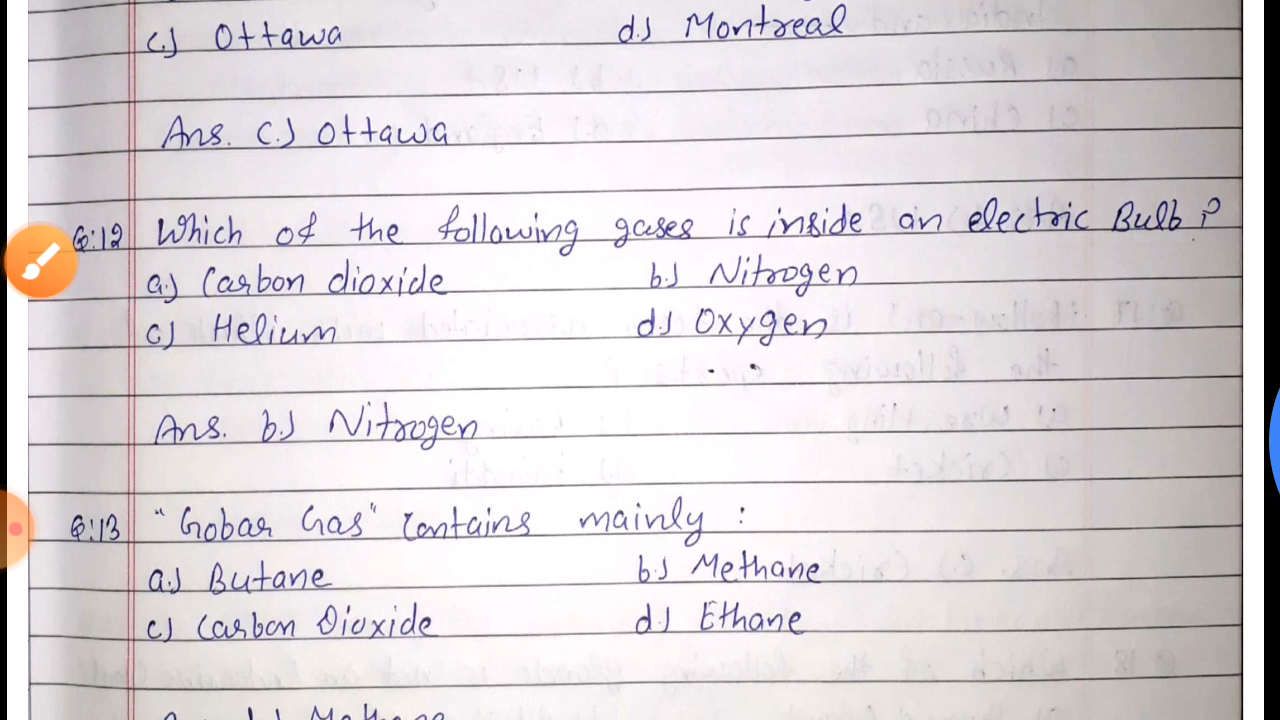 c.) Ottawa d.) Montreal
Ans. c.) Ottawa
Q:12 Which of the following gases is inside an electric Bulb?
a.) Carbon dioxide b.) Nitrogen
c.) Helium d.) Oxygen
Ans. b.) Nitrogen
Q:13 "Gobar Gas" contains mainly :
a.) Butane b.) Methane
c.) Carbon Dioxide d.) Ethane